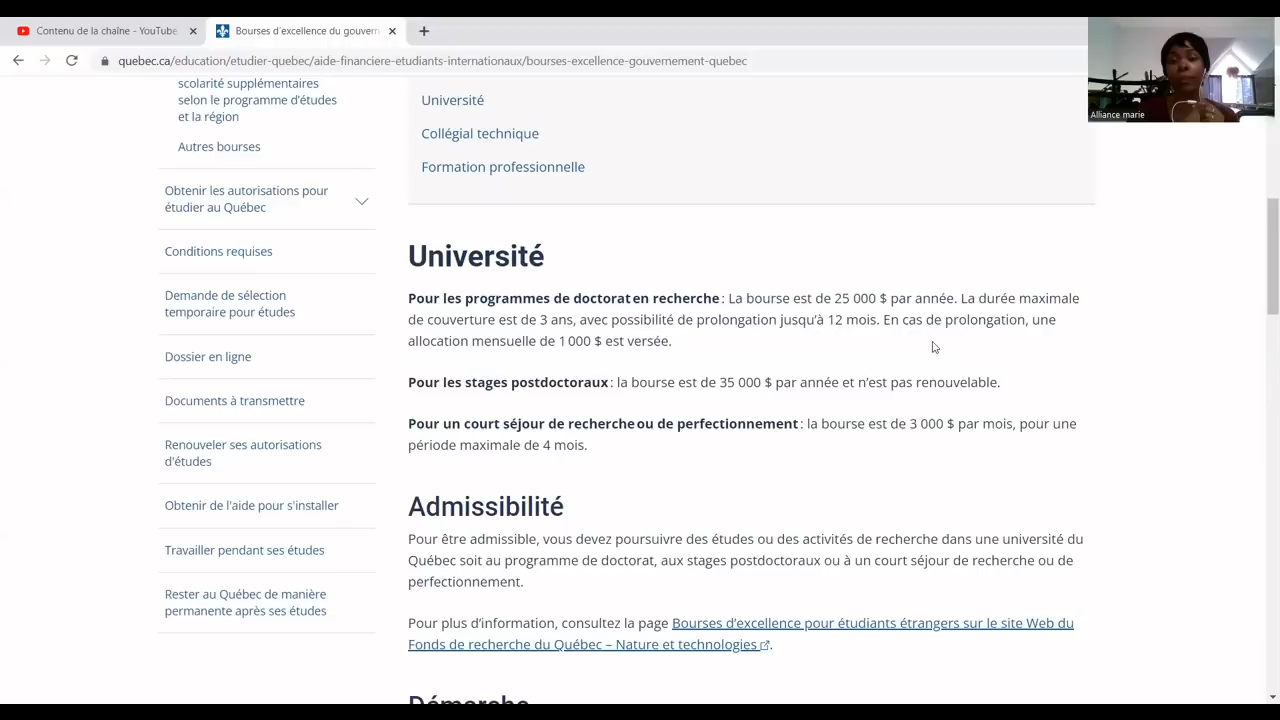 Contenu de la chaîne - YouTube
Bourses d'excellence du gouvern
quebec.ca/education/etudier-quebec/aide-financiere-etudiants-internationaux/bourses-excellence-gouvernement-quebec
Alliance marie
scolarité supplémentaires
selon le programme d'études
et la région
Autres bourses
Obtenir les autorisations pour
étudier au Québec
Conditions requises
Demande de sélection
temporaire pour études
Dossier en ligne
Documents à transmettre
Renouveler ses autorisations
d'études
Obtenir de l'aide pour s'installer
Travailler pendant ses études
Rester au Québec de manière
permanente après ses études
Université
Collégial technique
Formation professionnelle
Université
Pour les programmes de doctorat en recherche : La bourse est de 25 000 $ par année. La durée maximale
de couverture est de 3 ans, avec possibilité de prolongation jusqu'à 12 mois. En cas de prolongation, une
allocation mensuelle de 1 000 $ est versée.
Pour les stages postdoctoraux : la bourse est de 35 000 $ par année et n'est pas renouvelable.
Pour un court séjour de recherche ou de perfectionnement : la bourse est de 3 000 $ par mois, pour une
période maximale de 4 mois.
Admissibilité
Pour être admissible, vous devez poursuivre des études ou des activités de recherche dans une université du
Québec soit au programme de doctorat, aux stages postdoctoraux ou à un court séjour de recherche ou de
perfectionnement.
Pour plus d'information, consultez la page Bourses d'excellence pour étudiants étrangers sur le site Web du
Fonds de recherche du Québec – Nature et technologies.
Démarche